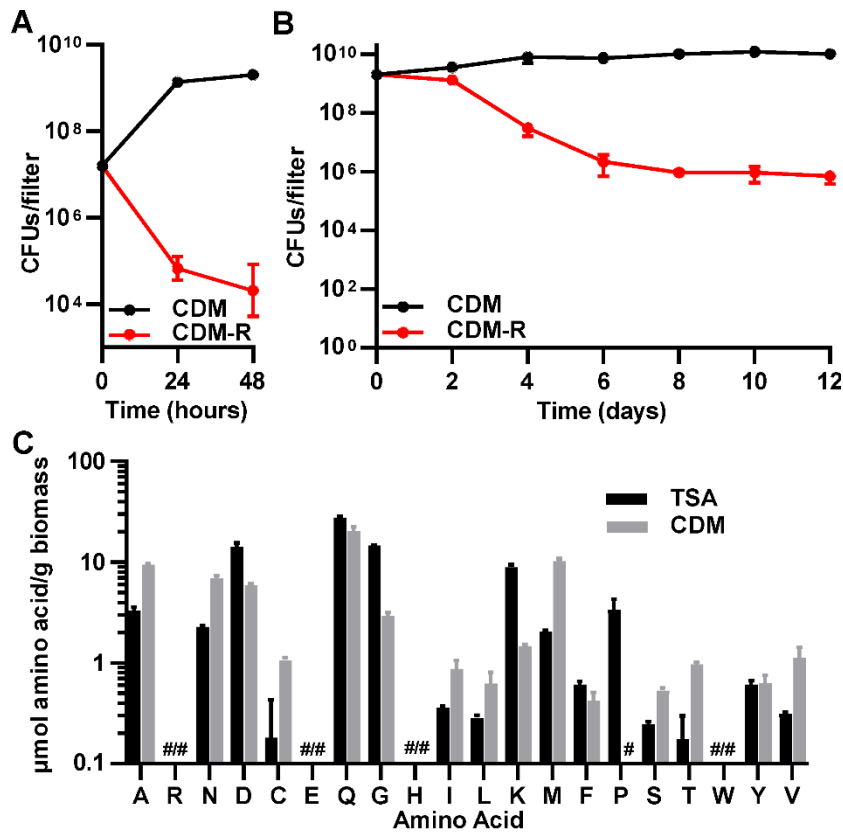 A
CFUs/filter
10^10
10^8
10^6
10^4
0 24 48
Time (hours)
CDM
CDM-R
B
CFUs/filter
10^10
10^8
10^6
10^4
10^2
10^0
0 2 4 6 8 10 12
Time (days)
CDM
CDM-R
C
µmol amino acid/g biomass
100
10
1
0.1
TSA
CDM
#/# #/# #/# # #/#
A R N D C E Q G H I L K M F P S T W Y V
Amino Acid